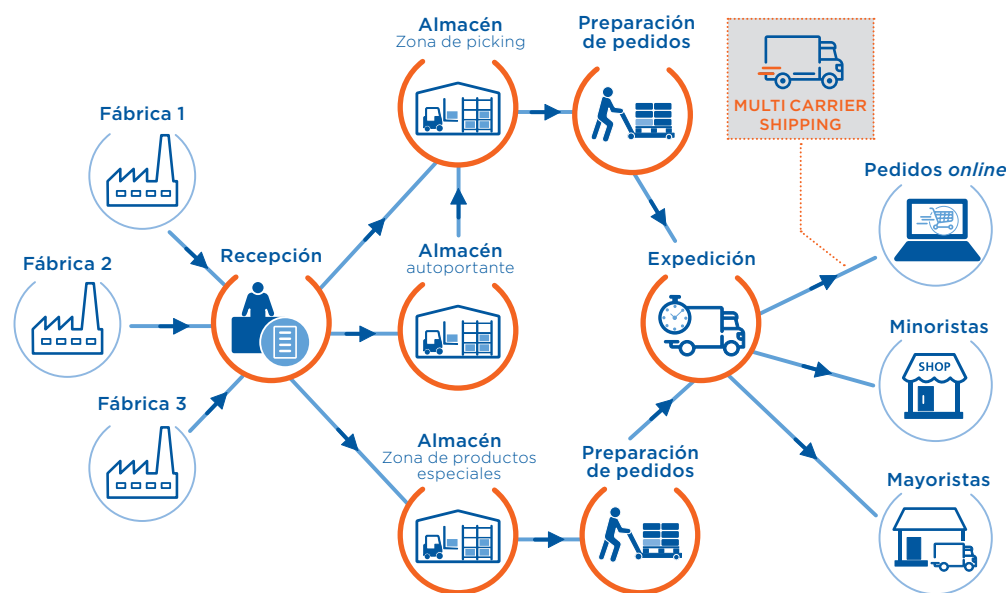 Almacén
Zona de picking
Preparación
de pedidos
MULTI CARRIER
SHIPPING
Fábrica 1
Pedidos online
Fábrica 2
Recepción
Almacén
autoportante
Expedición
Minoristas
SHOP
Fábrica 3
Almacén
Zona de productos
especiales
Preparación
de pedidos
Mayoristas